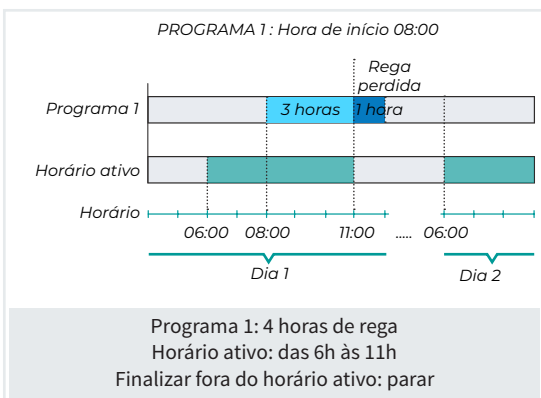 PROGRAMA 1 : Hora de início 08:00
Rega
perdida
Programa 1
3 horas
1 hora
Horário ativo
Horário
06:00 08:00 11:00 ..... 06:00
Dia 1
Dia 2
Programa 1: 4 horas de rega
Horário ativo: das 6h às 11h
Finalizar fora do horário ativo: parar